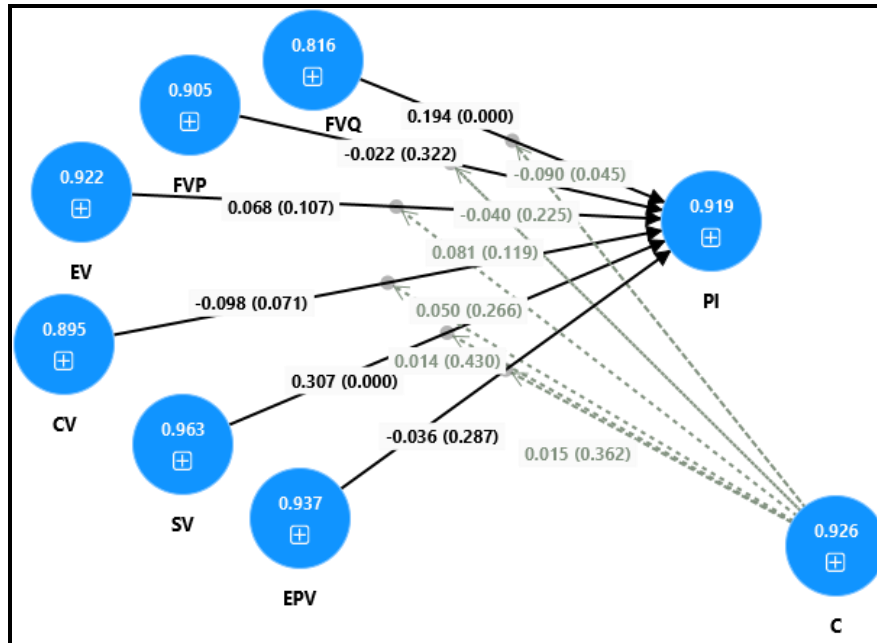 0.816
FVQ
0.905
FVP
0.922
EV
0.895
CV
0.963
SV
0.937
EPV
0.194 (0.000)
-0.022 (0.322)
0.068 (0.107)
-0.098 (0.071)
0.307 (0.000)
-0.036 (0.287)
-0.090 (0.045)
-0.040 (0.225)
0.081 (0.119)
0.050 (0.266)
0.014 (0.430)
0.015 (0.362)
0.919
PI
0.926
C